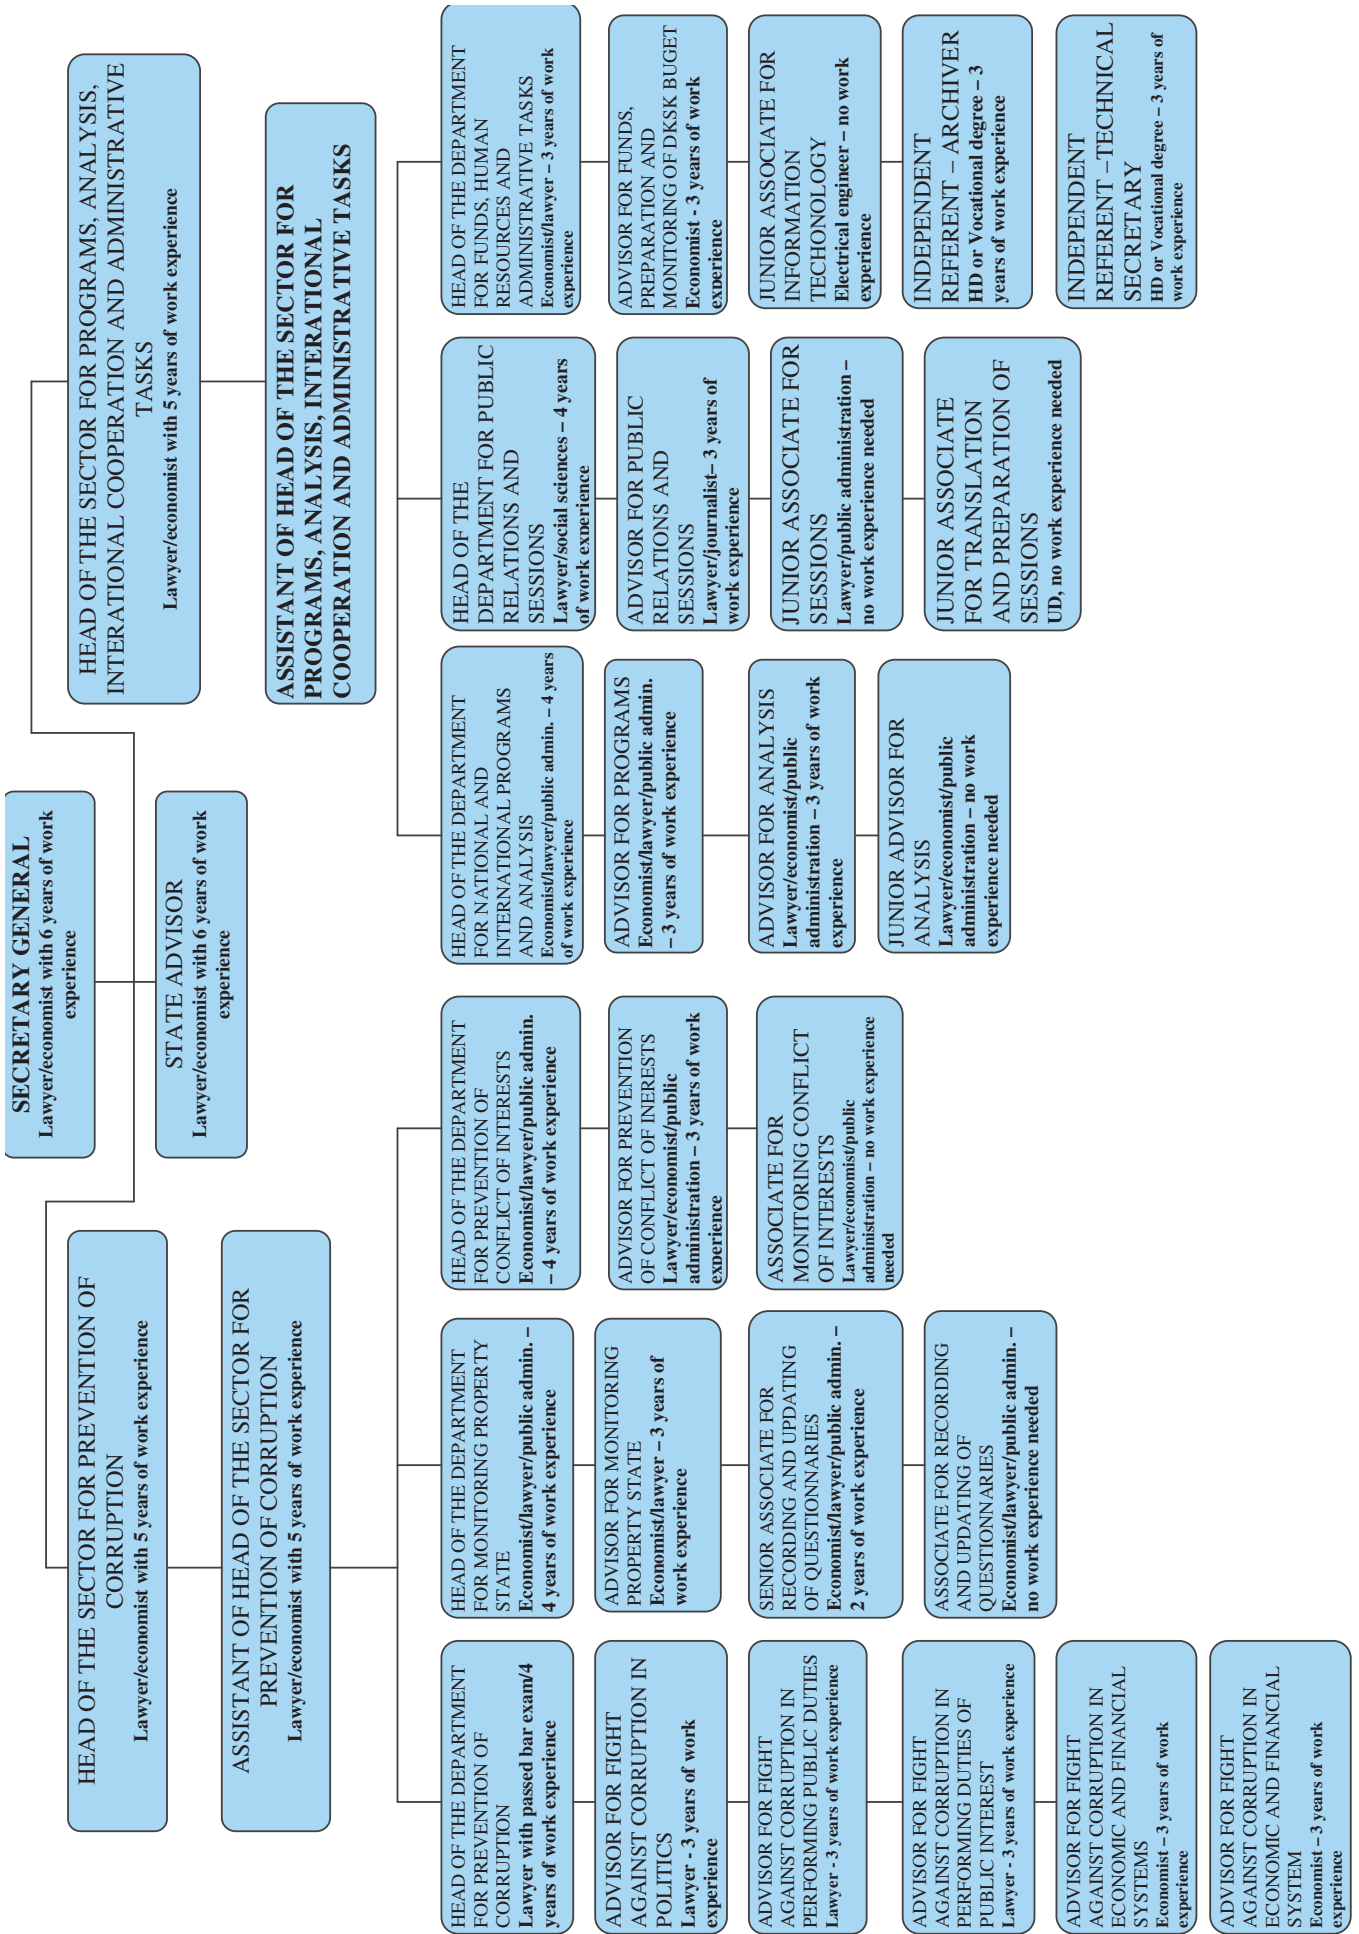 SECRETARY GENERAL
Lawyer/economist with 6 years of work
experience
STATE ADVISOR
Lawyer/economist with 6 years of work
experience
HEAD OF THE SECTOR FOR PREVENTION OF
CORRUPTION
Lawyer/economist with 5 years of work experience
ASSISTANT OF HEAD OF THE SECTOR FOR
PREVENTION OF CORRUPTION
Lawyer/economist with 5 years of work experience
HEAD OF THE DEPARTMENT
FOR PREVENTION OF
CORRUPTION
Lawyer with passed bar exam/4
years of work experience
ADVISOR FOR FIGHT
AGAINST CORRUPTION IN
POLITICS
Lawyer - 3 years of work
experience
ADVISOR FOR FIGHT
AGAINST CORRUPTION IN
PERFORMING PUBLIC DUTIES
Lawyer - 3 years of work experience
ADVISOR FOR FIGHT
AGAINST CORRUPTION IN
PERFORMING DUTIES OF
PUBLIC INTEREST
Lawyer - 3 years of work experience
ADVISOR FOR FIGHT
AGAINST CORRUPTION IN
ECONOMIC AND FINANCIAL
SYSTEMS
Economist – 3 years of work
experience
ADVISOR FOR FIGHT
AGAINST CORRUPTION IN
ECONOMIC AND FINANCIAL
SYSTEM
Economist – 3 years of work
experience
HEAD OF THE DEPARTMENT
FOR MONITORING PROPERTY
STATE
Economist/lawyer/public admin. –
4 years of work experience
ADVISOR FOR MONITORING
PROPERTY STATE
Economist/lawyer – 3 years of
work experience
SENIOR ASSOCIATE FOR
RECORDING AND UPDATING
OF QUESTIONNARIES
Economist/lawyer/public admin. –
2 years of work experience
ASSOCIATE FOR RECORDING
AND UPDATING OF
QUESTIONNARIES
Economist/lawyer/public admin. –
no work experience needed
HEAD OF THE DEPARTMENT
FOR PREVENTION OF
CONFLICT OF INTERESTS
Economist/lawyer/public admin.
– 4 years of work experience
ADVISOR FOR PREVENTION
OF CONFLICT OF INERESTS
Lawyer/economist/public
administration – 3 years of work
experience
ASSOCIATE FOR
MONITORING CONFLICT
OF INTERESTS
Lawyer/economist/public
administration – no work experience
needed
HEAD OF THE SECTOR FOR PROGRAMS, ANALYSIS,
INTERATIONAL COOPERATION AND ADMINISTRATIVE
TASKS
Lawyer/economist with 5 years of work experience
ASSISTANT OF HEAD OF THE SECTOR FOR
PROGRAMS, ANALYSIS, INTERATIONAL
COOPERATION AND ADMINISTRATIVE TASKS
HEAD OF THE DEPARTMENT
FOR NATIONAL AND
INTERNATIONAL PROGRAMS
AND ANALYSIS
Economist/lawyer/public admin. – 4 years
of work experience
ADVISOR FOR PROGRAMS
Economist/lawyer/public admin.
– 3 years of work experience
ADVISOR FOR ANALYSIS
Lawyer/economist/public
administration – 3 years of work
experience
JUNIOR ADVISOR FOR
ANALYSIS
Lawyer/economist/public
administration – no work
experience needed
HEAD OF THE
DEPARTMENT FOR PUBLIC
RELATIONS AND
SESSIONS
Lawyer/social sciences – 4 years
of work experience
ADVISOR FOR PUBLIC
RELATIONS AND
SESSIONS
Lawyer/journalist– 3 years of
work experience
JUNIOR ASSOCIATE FOR
SESSIONS
Lawyer/public administration –
no work experience needed
JUNIOR ASSOCIATE
FOR TRANSLATION
AND PREPARATION OF
SESSIONS
UD, no work experience needed
HEAD OF THE DEPARTMENT
FOR FUNDS, HUMAN
RESOURCES AND
ADMINISTRATIVE TASKS
Economist/lawyer – 3 years of work
experience
ADVISOR FOR FUNDS,
PREPARATION AND
MONITORING OF DKSK BUGET
Economist - 3 years of work
experience
JUNIOR ASSOCIATE FOR
INFORMATION
TECHONOLOGY
Electrical engineer – no work
experience
INDEPENDENT
REFERENT – ARCHIVER
HD or Vocational degree – 3
years of work experience
INDEPENDENT
REFERENT –TECHNICAL
SECRETARY
HD or Vocational degree – 3 years of
work experience